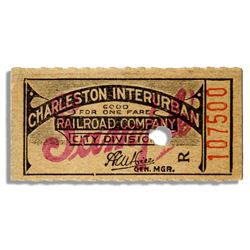 CHARLESTON INTERURBAN
GOOD
FOR ONE FARE
RAILROAD COMPANY
CITY DIVISION
GEN. MGR.
R
107500